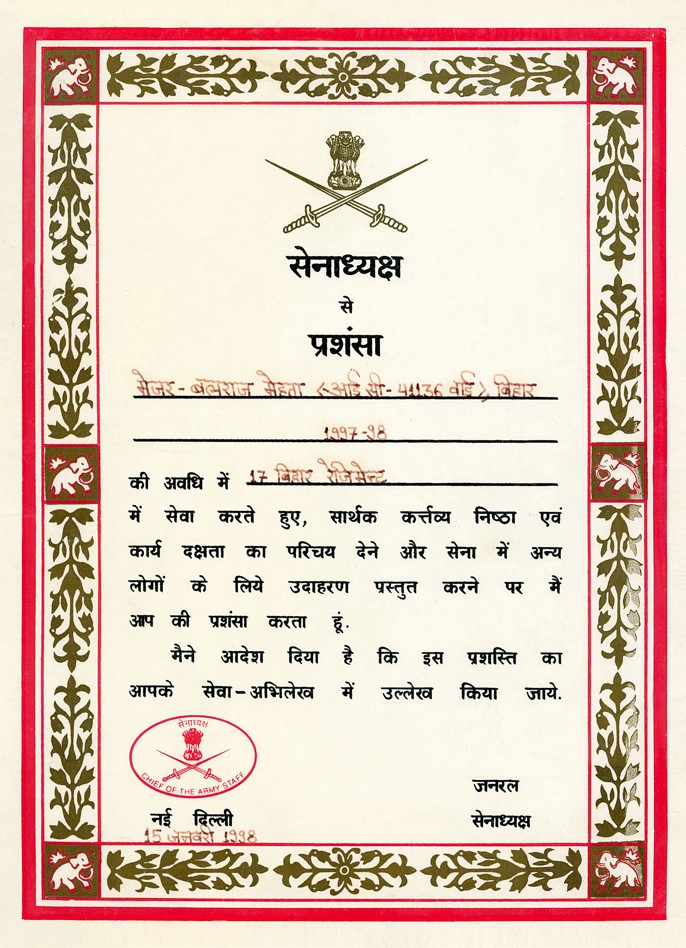 सेनाध्यक्ष
से
प्रशंसा
मेजर - बलराज मेहता (आई सी - 41136 वाई), बिहार
1997-98
की अवधि में 17 बिहार रेजिमेन्ट
में सेवा करते हुए, सार्थक कर्त्तव्य निष्ठा एवं
कार्य दक्षता का परिचय देने और सेना में अन्य
लोगों के लिये उदाहरण प्रस्तुत करने पर मैं
आप की प्रशंसा करता हूं.
मैने आदेश दिया है कि इस प्रशस्ति का
आपके सेवा-अभिलेख में उल्लेख किया जाये.
सेनाध्यक्ष
CHIEF OF THE ARMY STAFF
जनरल
नई दिल्ली
सेनाध्यक्ष
15 जनवरी 1998